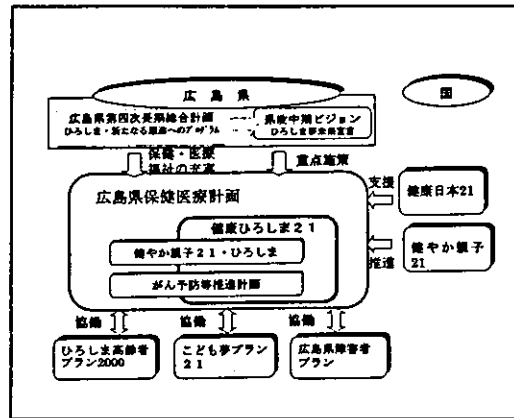 広島県
国
広島県第四次長期総合計画
ひろしま・新たなる躍進へのプログラム
県政中期ビジョン
ひろしま夢未来宣言
保健・医療
福祉の充実
重点施策
広島県保健医療計画
健康ひろしま21
健やか親子21・ひろしま
がん予防等推進計画
支援
健康日本21
推進
健やか親子
21
協働
協働
協働
ひろしま高齢者
プラン2000
こども夢プラン
21
広島県障害者
プラン